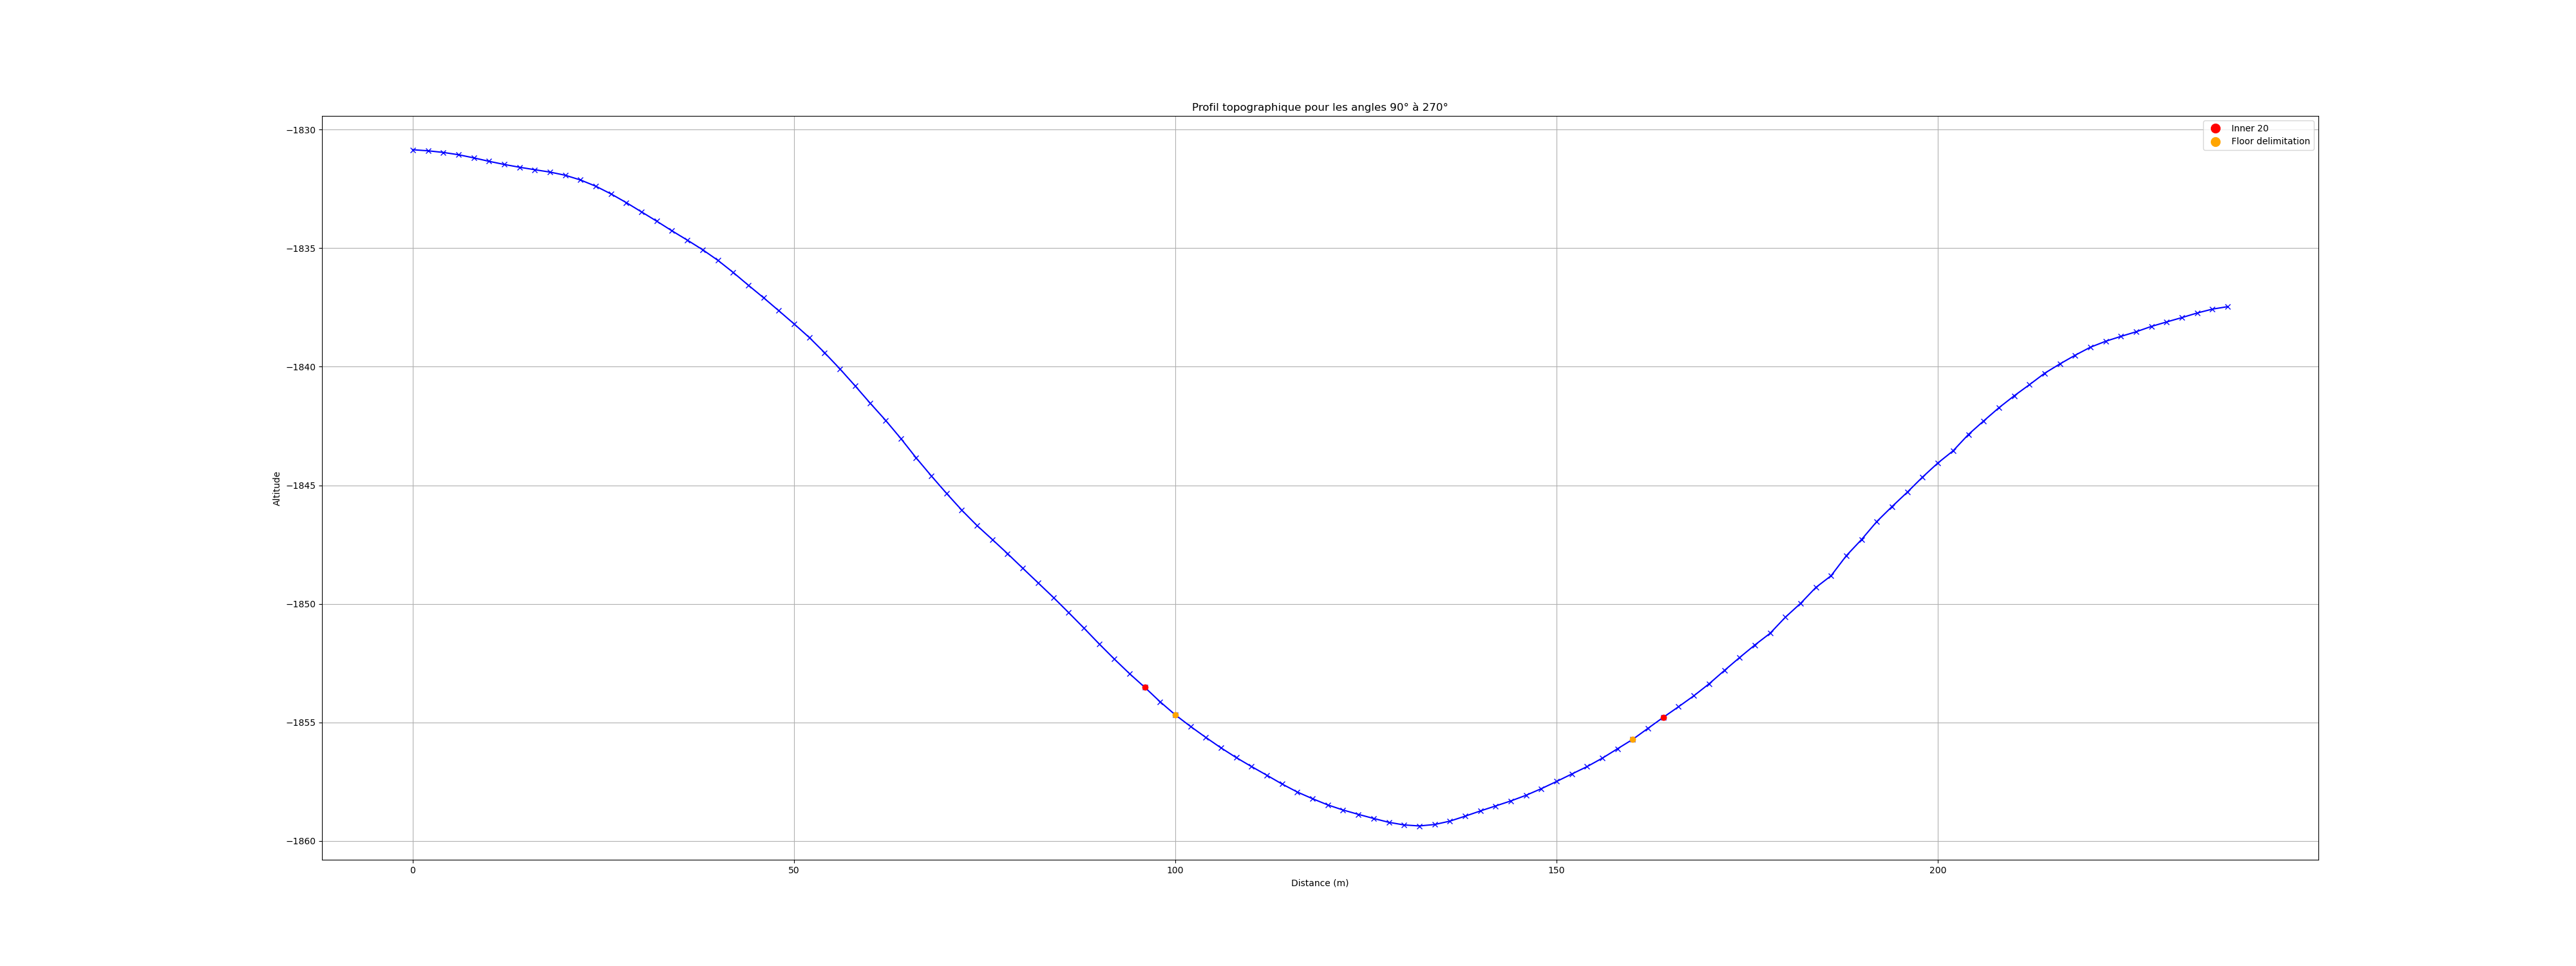 Profil topographique pour les angles 90° à 270°
Inner 20
Floor delimitation
−1830
−1835
−1840
−1845
−1850
−1855
−1860
Altitude
0
50
100
150
200
Distance (m)